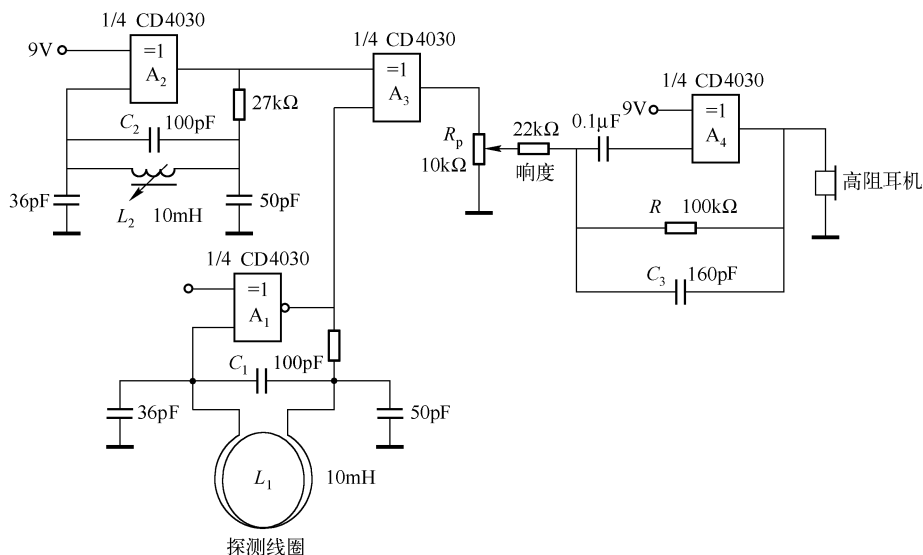 1/4 CD4030
9V
=1
A2
27kΩ
C2 100pF
36pF
L2 10mH
50pF
1/4 CD4030
=1
A3
Rp
10kΩ
22kΩ
响度
0.1μF
1/4 CD4030
9V
=1
A4
高阻耳机
R 100kΩ
C3 160pF
1/4 CD4030
=1
A1
C1 100pF
36pF
50pF
L1
10mH
探测线圈